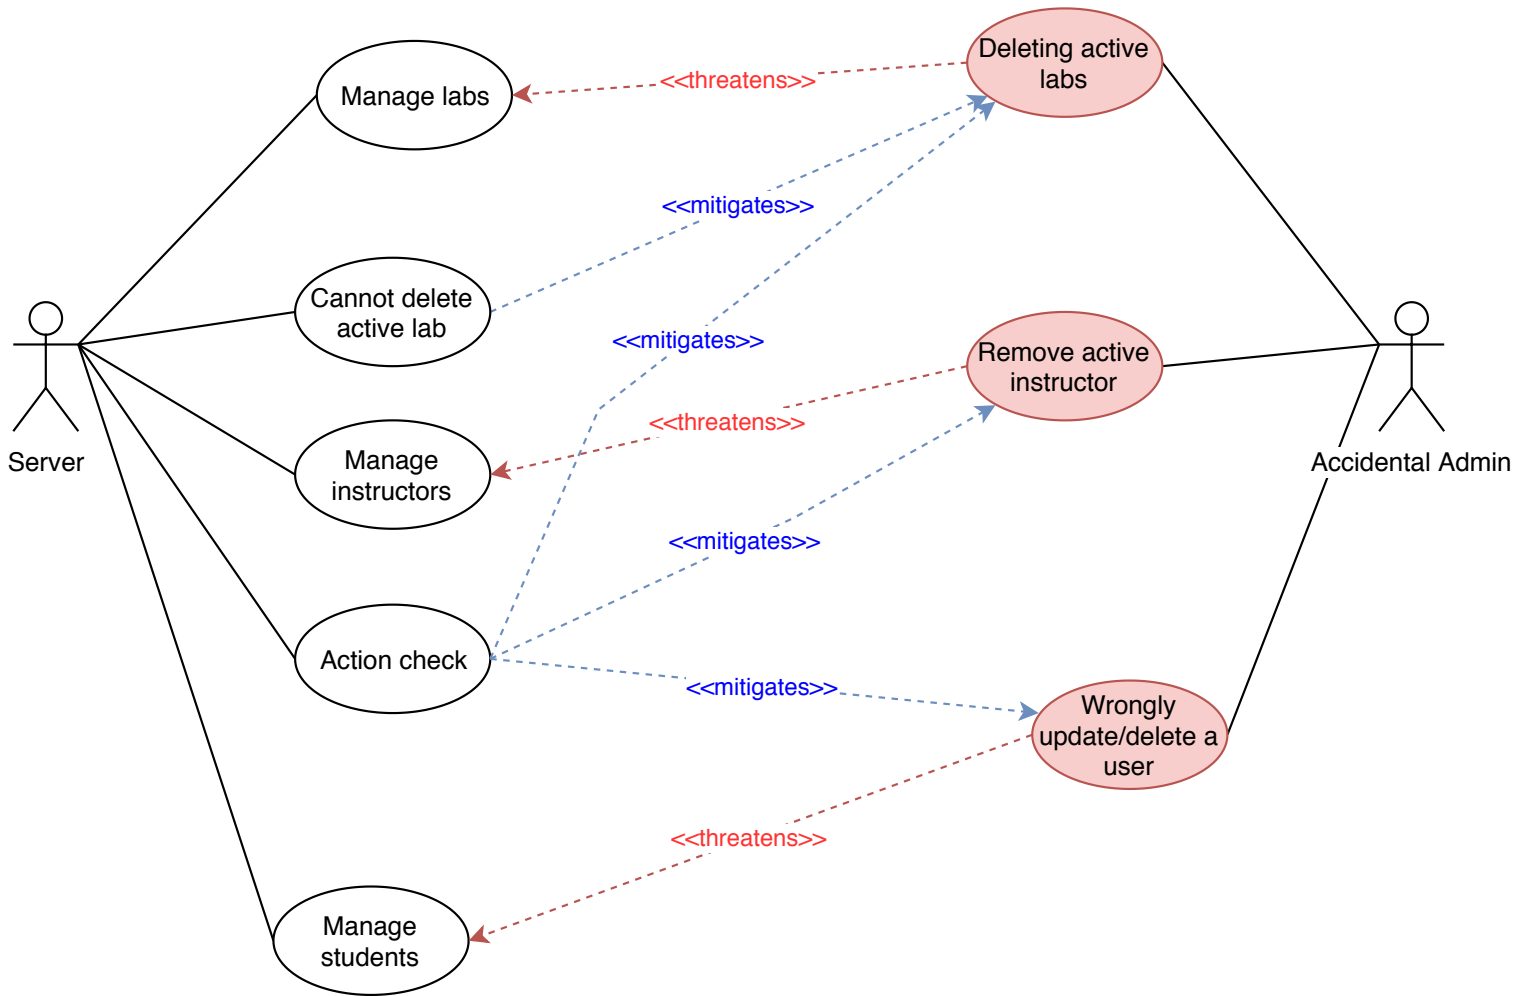 Deleting active
labs
<<threatens>>
Manage labs
<<mitigates>>
Cannot delete
active lab
<<mitigates>>
Remove active
instructor
<<threatens>>
Server
Manage
instructors
Accidental Admin
<<mitigates>>
Action check
<<mitigates>>
Wrongly
update/delete a
user
<<threatens>>
Manage
students